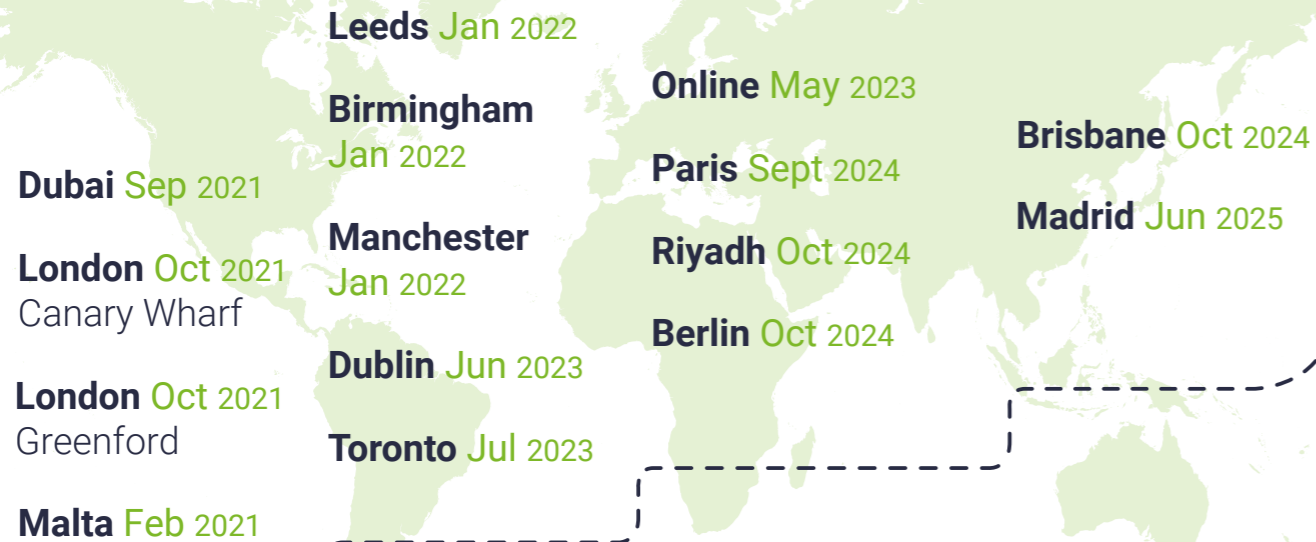 Dubai Sep 2021
London Oct 2021
Canary Wharf
London Oct 2021
Greenford
Malta Feb 2021
Leeds Jan 2022
Birmingham
Jan 2022
Manchester
Jan 2022
Dublin Jun 2023
Toronto Jul 2023
Online May 2023
Paris Sept 2024
Riyadh Oct 2024
Berlin Oct 2024
Brisbane Oct 2024
Madrid Jun 2025